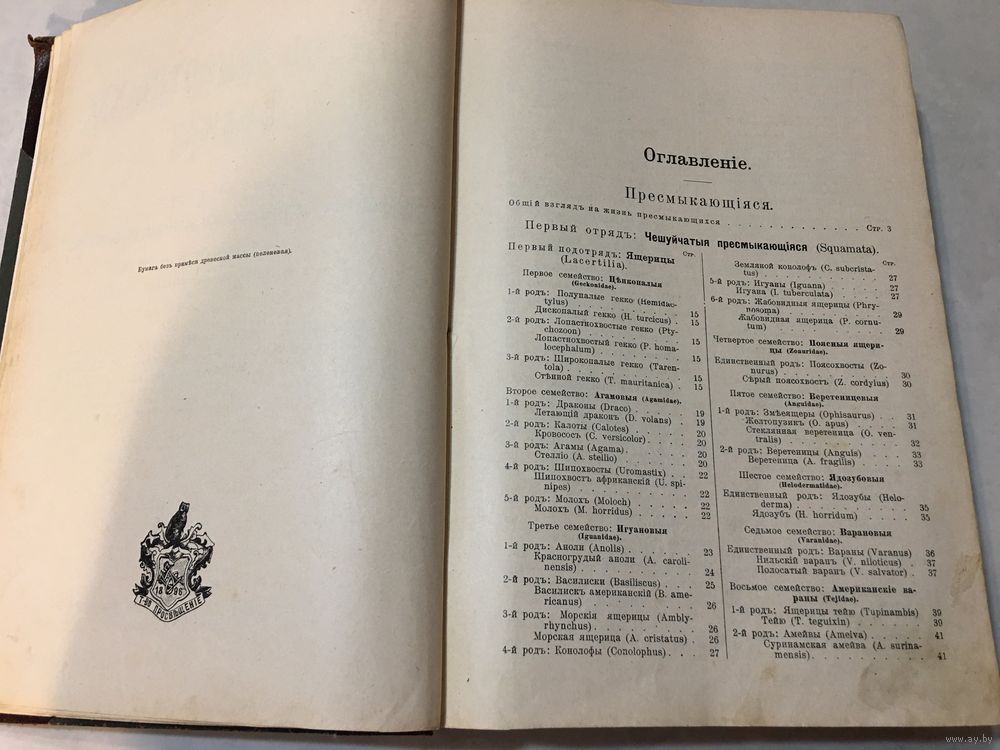 Бумага безъ примѣси древесной массы (веленевая).
18 96
Т-ВО ПРОСВѢЩЕНІЕ
Оглавленіе.
Пресмыкающіяся.
Общій взглядъ на жизнь пресмыкающихся . . . . . . . . . . . . Стр. 3
Первый отрядъ: Чешуйчатыя пресмыкающіяся (Squamata).
Первый подотрядъ: Ящерицы Стр.
(Lacertilia).
Первое семейство: Цѣпкопалыя
(Geckonidae).
1-й родъ: Полупалые гекко (Hemidac-
tylus) . . . . . . . . . . 15
Дископалый гекко (H. turcicus) . 15
2-й родъ: Лопастнохвостые гекко (Pty-
chozoon) . . . . . . . . . 15
Лопастнохвостый гекко (P. homa-
locephalum) . . . . . . . . 15
3-й родъ: Широкопалые гекко (Taren-
tola) . . . . . . . . . . . 15
Стѣнной гекко (T. mauritanica) . 15
Второе семейство: Агамовыя (Agamidae).
1-й родъ: Драконы (Draco) . . . . . 19
Летающій драконъ (D. volans) . 19
2-й родъ: Калоты (Calotes) . . . . 20
Кровососъ (C. versicolor) . . . . 20
3-й родъ: Агамы (Agama) . . . . . 20
Стелліо (A. stellio) . . . . . . 20
4-й родъ: Шипохвосты (Uromastix) . . 22
Шипохвостъ африканскій (U. spi-
nipes) . . . . . . . . . . 22
5-й родъ: Молохъ (Moloch) . . . . . 22
Молохъ (M. horridus) . . . . . 22
Третье семейство: Игуановыя
(Iguanidae).
1-й родъ: Аноли (Anolis) . . . . . . 23
Красногрудый аноли (A. caroli-
nensis) . . . . . . . . . . 24
2-й родъ: Василиски (Basiliscus) . . . 25
Василискъ американскій (B. ame-
ricanus) . . . . . . . . . 26
3-й родъ: Морскія ящерицы (Ambly-
rhynchus) . . . . . . . . . 26
Морская ящерица (A. cristatus) . 26
4-й родъ: Конолофы (Conolophus) . . 27
Стр.
Земляной конолофъ (C. subcrista-
tus) . . . . . . . . . . . 27
5-й родъ: Игуаны (Iguana) . . . . . 27
Игуана (I. tuberculata) . . . . . 27
6-й родъ: Жабовидныя ящерицы (Phry-
nosoma) . . . . . . . . . . 29
Жабовидная ящерица (P. cornu-
tum) . . . . . . . . . . . 29
Четвертое семейство: Поясныя ящери-
цы (Zonuridae).
Единственный родъ: Поясохвосты (Zo-
nurus) . . . . . . . . . . 30
Сѣрый поясохвостъ (Z. cordylus) 30
Пятое семейство: Веретеницевыя
(Anguidae).
1-й родъ: Змѣеящеры (Ophisaurus) . . 31
Желтопузикъ (O. apus) . . . . . 31
Стеклянная веретеница (O. ven-
tralis) . . . . . . . . . . 32
2-й родъ: Веретеницы (Anguis) . . . 33
Веретеница (A. fragilis) . . . . 33
Шестое семейство: Ядозубовыя
(Helodermatidae).
Единственный родъ: Ядозубы (Helo-
derma) . . . . . . . . . . 35
Ядозубъ (H. horridum) . . . . . 35
Седьмое семейство: Варановыя
(Varanidae).
Единственный родъ: Вараны (Varanus) 36
Нильскій варанъ (V. niloticus) . 37
Полосатый варанъ (V. salvator) . 37
Восьмое семейство: Американскіе ва-
раны (Tejidae).
1-й родъ: Ящерицы тейю (Tupinambis) 39
Тейю (T. teguixin) . . . . . . . 39
2-й родъ: Амейвы (Ameiva) . . . . . 41
Суринамская амейва (A. surina-
mensis) . . . . . . . . . . 41
www.ay.by